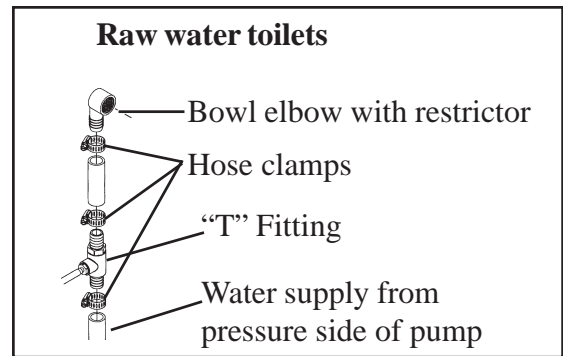 Raw water toilets
Bowl elbow with restrictor
Hose clamps
“T” Fitting
Water supply from
pressure side of pump